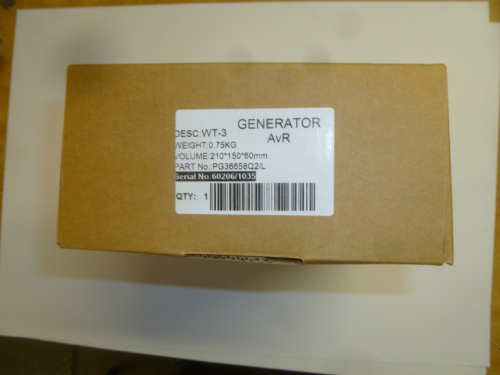 GENERATOR
AvR
DESC:WT-3
WEIGHT:0.75KG
VOLUME:210*150*60mm
PART No.:PG36658Q2/L
Serial No.60206/1035
QTY: 1